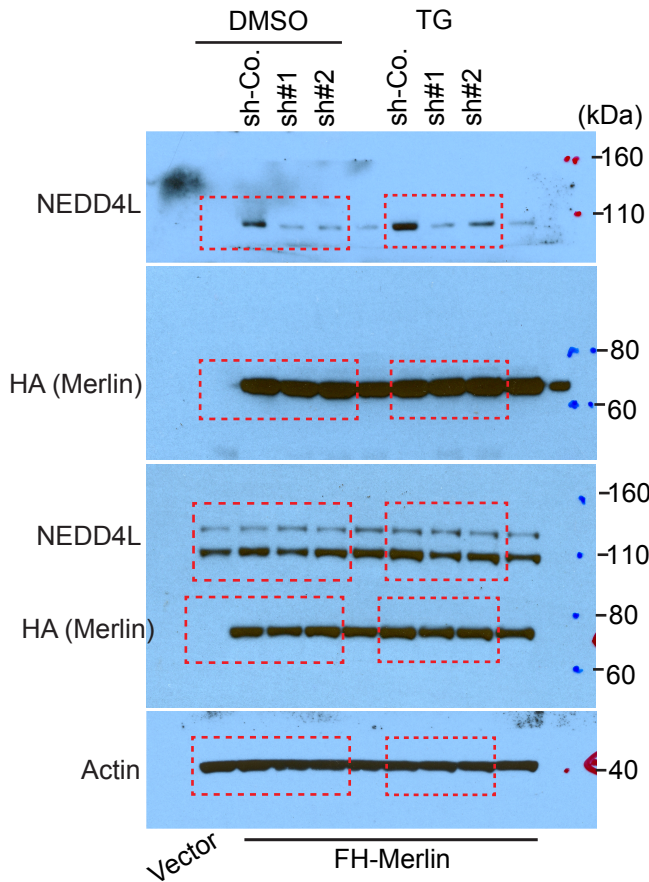 DMSO TG
sh-Co. sh#1 sh#2 sh-Co. sh#1 sh#2 (kDa)
NEDD4L -160
-110
HA (Merlin) -80
-60
NEDD4L -160
-110
HA (Merlin) -80
-60
Actin -40
Vector FH-Merlin